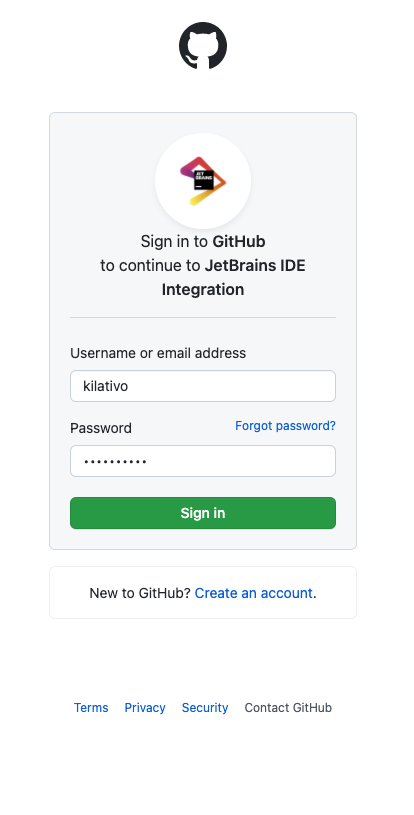 JET
BRAINS
Sign in to GitHub
to continue to JetBrains IDE
Integration
Username or email address
kilativo
Password Forgot password?
••••••••••
Sign in
New to GitHub? Create an account.
Terms Privacy Security Contact GitHub